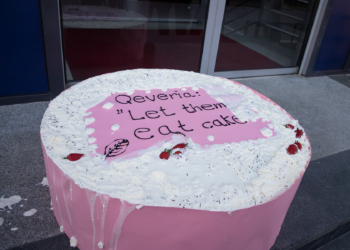 Qeveria:
"Let them
eat cake